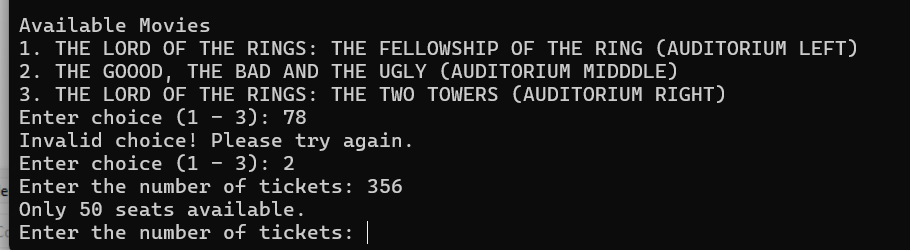 Available Movies
1. THE LORD OF THE RINGS: THE FELLOWSHIP OF THE RING (AUDITORIUM LEFT)
2. THE GOOOD, THE BAD AND THE UGLY (AUDITORIUM MIDDDLE)
3. THE LORD OF THE RINGS: THE TWO TOWERS (AUDITORIUM RIGHT)
Enter choice (1 - 3): 78
Invalid choice! Please try again.
Enter choice (1 - 3): 2
Enter the number of tickets: 356
Only 50 seats available.
Enter the number of tickets: